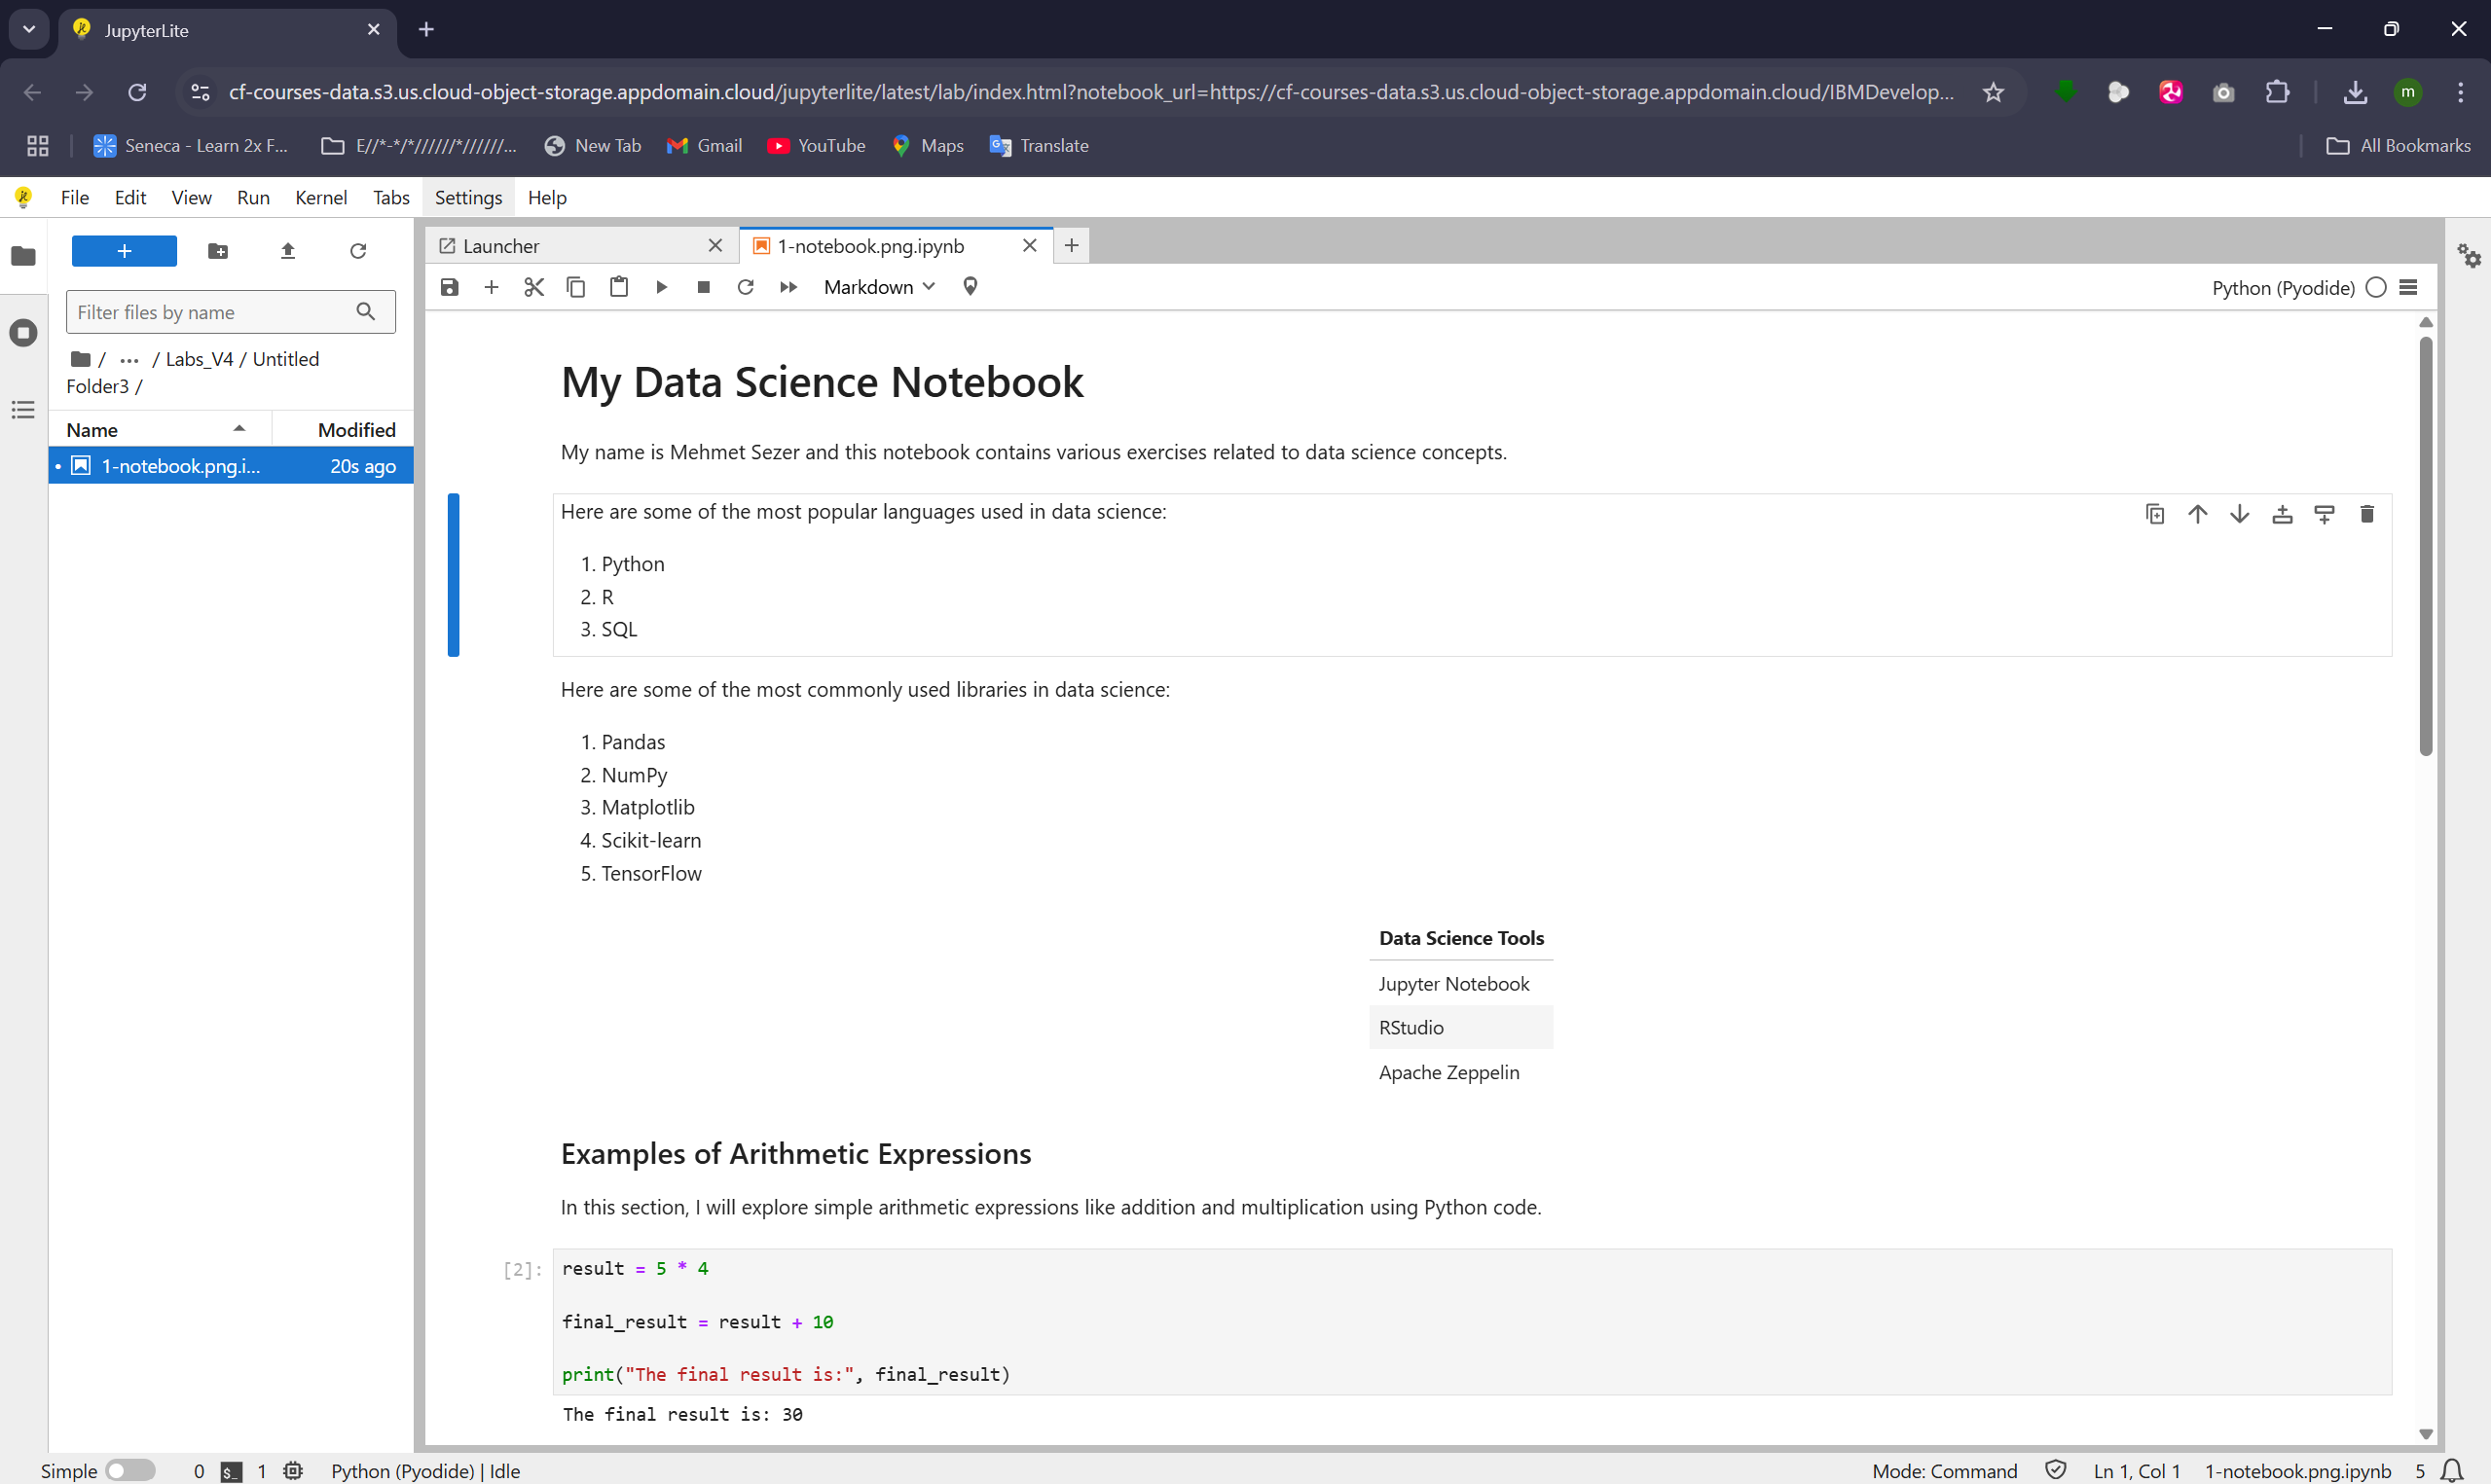 JupyterLite
cf-courses-data.s3.us.cloud-object-storage.appdomain.cloud/jupyterlite/latest/lab/index.html?notebook_url=https://cf-courses-data.s3.us.cloud-object-storage.appdomain.cloud/IBMDevelop...
m
Seneca - Learn 2x F... E//*-*/*//////*//////... New Tab Gmail YouTube Maps Translate All Bookmarks
File Edit View Run Kernel Tabs Settings Help
Launcher 1-notebook.png.ipynb
Markdown Python (Pyodide)
Filter files by name
/ ... / Labs_V4 / Untitled
Folder3 /
Name Modified
1-notebook.png.i... 20s ago
My Data Science Notebook
My name is Mehmet Sezer and this notebook contains various exercises related to data science concepts.
Here are some of the most popular languages used in data science:
1. Python
2. R
3. SQL
Here are some of the most commonly used libraries in data science:
1. Pandas
2. NumPy
3. Matplotlib
4. Scikit-learn
5. TensorFlow
Data Science Tools
Jupyter Notebook
RStudio
Apache Zeppelin
Examples of Arithmetic Expressions
In this section, I will explore simple arithmetic expressions like addition and multiplication using Python code.
[2]: result = 5 * 4
final_result = result + 10
print("The final result is:", final_result)
The final result is: 30
Simple 0 $_ 1 Python (Pyodide) | Idle Mode: Command Ln 1, Col 1 1-notebook.png.ipynb 5